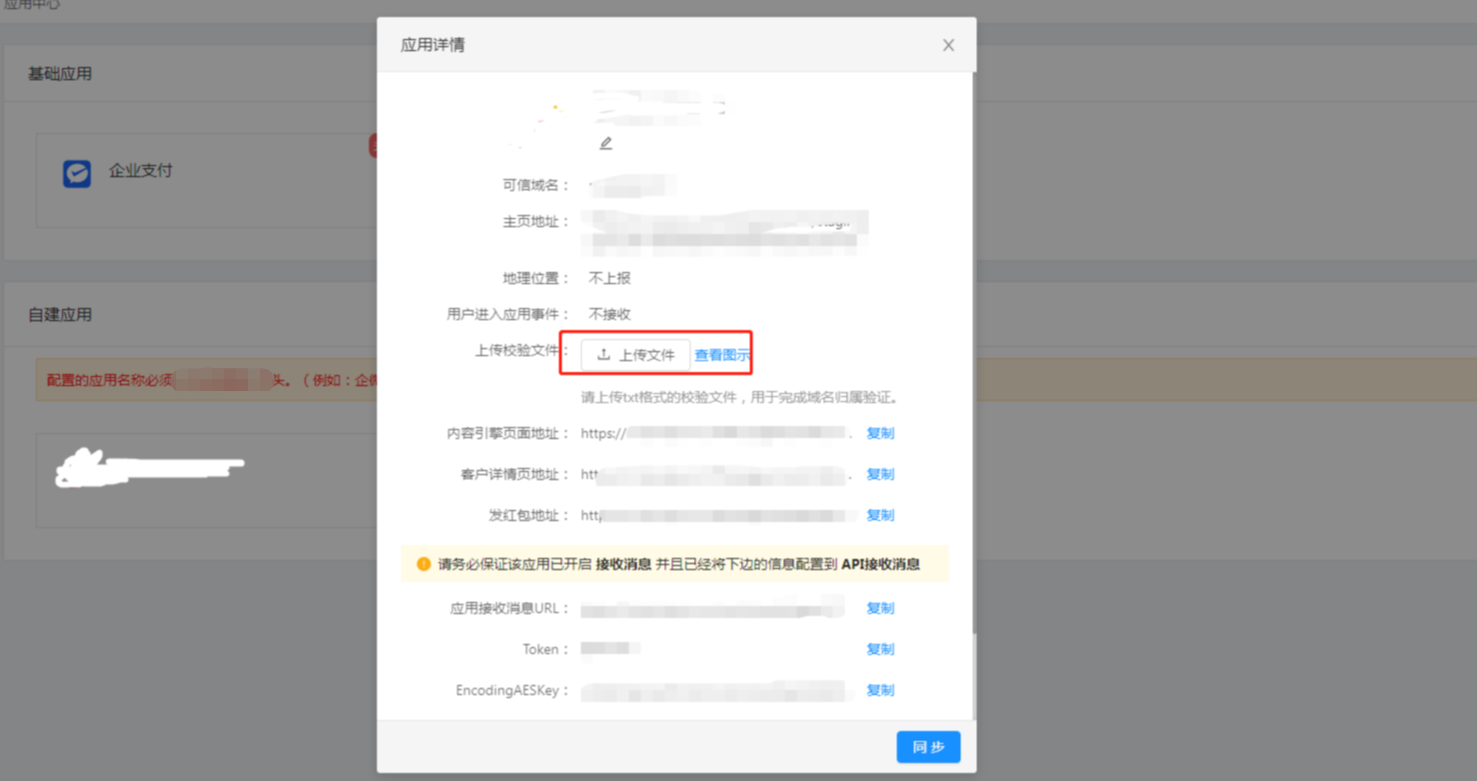 应用中心
应用详情
基础应用
企业支付
可信域名：
主页地址：
地理位置： 不上报
用户进入应用事件： 不接收
自建应用
上传校验文件： 上传文件 查看图示
配置的应用名称必须 头。（例如：企微
请上传txt格式的校验文件，用于完成域名归属验证。
内容引擎页面地址： https:// 复制
客户详情页地址： htt 复制
发红包地址： htt 复制
请务必保证该应用已开启 接收消息 并且已经将下边的信息配置到 API接收消息
应用接收消息URL： 复制
Token： 复制
EncodingAESKey： 复制
同步